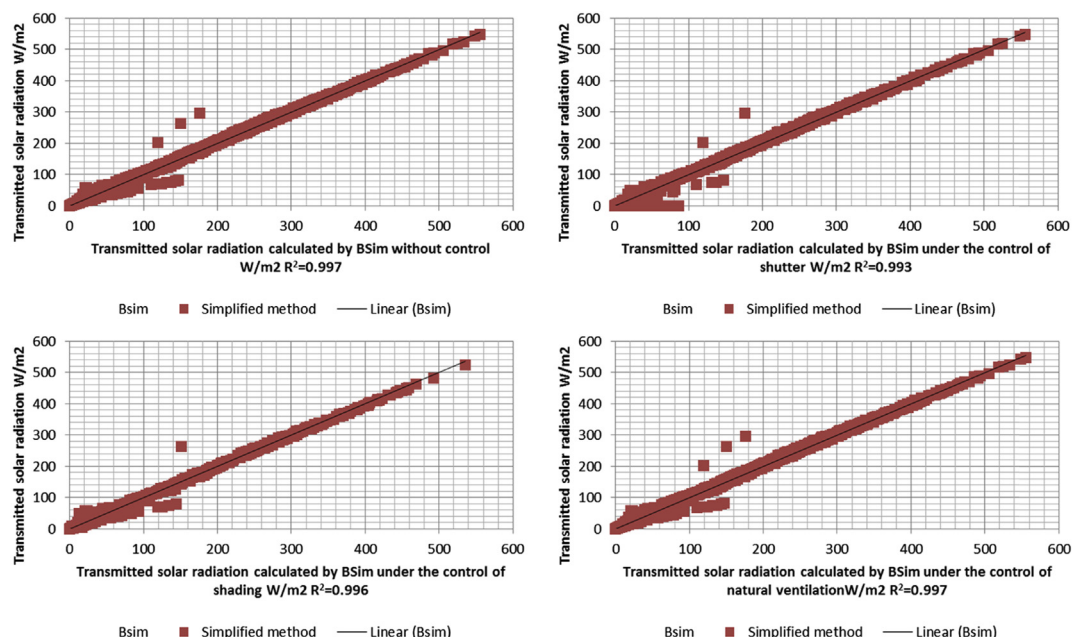 Transmitted solar radiation W/m2
600
500
400
300
200
100
0
0 100 200 300 400 500 600
Transmitted solar radiation calculated by BSim without control
W/m2 R²=0.997
Bsim Simplified method Linear (Bsim)
Transmitted solar radiation W/m2
600
500
400
300
200
100
0
0 100 200 300 400 500 600
Transmitted solar radiation calculated by BSim under the control of
shutter W/m2 R²=0.993
Bsim Simplified method Linear (Bsim)
Transmitted solar radiation W/m2
600
500
400
300
200
100
0
0 100 200 300 400 500 600
Transmitted solar radiation calculated by BSim under the control of
shading W/m2 R²=0.996
Bsim Simplified method Linear (Bsim)
Transmitted solar radiation W/m2
600
500
400
300
200
100
0
0 100 200 300 400 500 600
Transmitted solar radiation calculated by BSim under the control of
natural ventilationW/m2 R²=0.997
Bsim Simplified method Linear (Bsim)